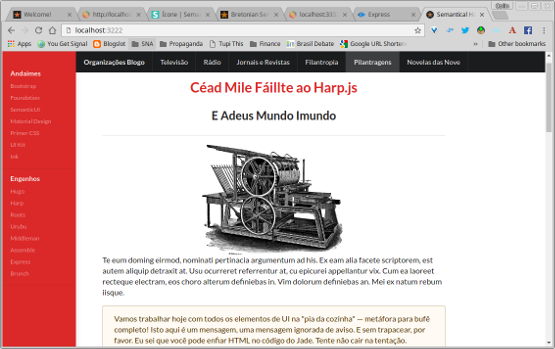 Welcome!
http://localho
Icone | Sema
Bretonian Se
localhost:333
Express
Semantical H
localhost:3222
Apps
You Get Signal
Blogslot
SNA
Propaganda
Tupi This
Finance
Brasil Debate
Google URL Shorten
Other bookmarks
Organizações Blogo
Televisão
Rádio
Jornais e Revistas
Filantropia
Pilantragens
Novelas das Nove
Andaimes
Bootstrap
Foundation
SemanticUI
Material Design
Primer CSS
UI Kit
Ink
Engenhos
Hugo
Harp
Roots
Urubu
Middleman
Assemble
Express
Brunch
Céad Mile Fáillte ao Harp.js
E Adeus Mundo Imundo
Te eum doming eirmod, nominati pertinacia argumentum ad his. Ex eam alia facete scriptorem, est
autem aliquip detraxit at. Usu ocurreret referrentur at, cu epicurei appellantur vix. Cum ea laoreet
recteque electram, eos choro alterum definiebas in. Vim dolorum definiebas an. Mei ex natum rebum
iisque.
Vamos trabalhar hoje com todos os elementos de UI na "pia da cozinha" — metáfora para bufê
completo! Isto aqui é um mensagem, uma mensagem ignorada de aviso. E sem trapacear, por
favor. Eu sei que você pode enfiar HTML no código do Jade. Tente não cair na tentação.